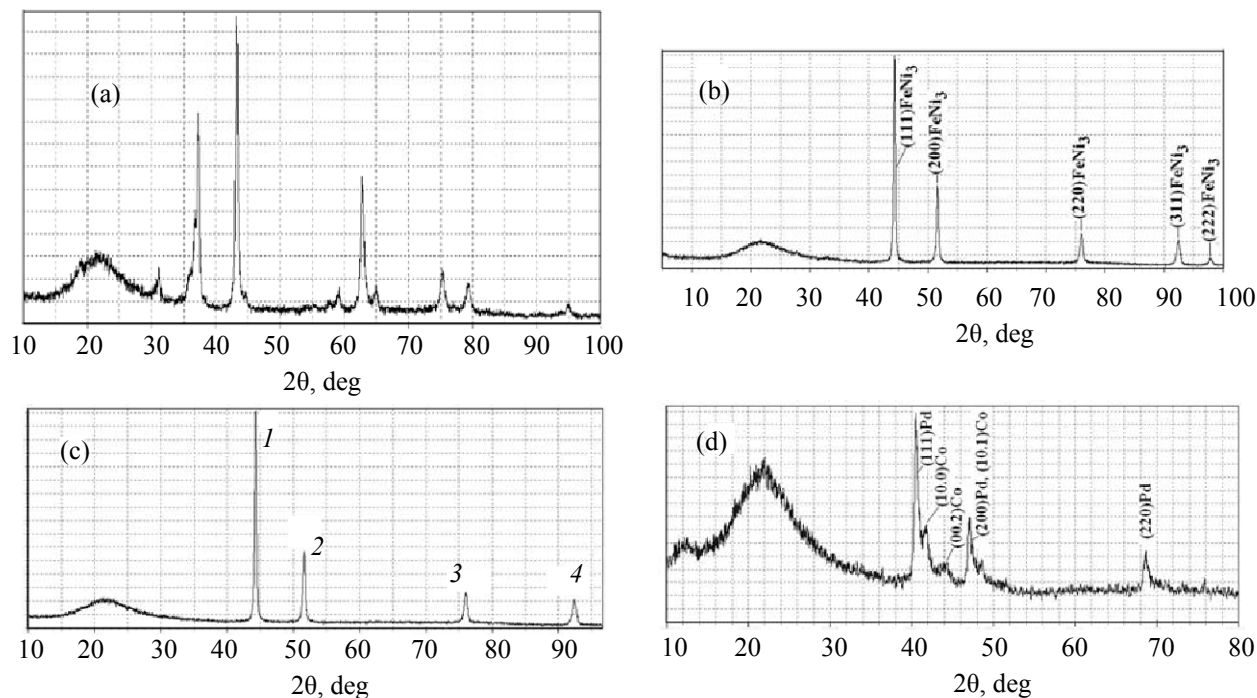 (a)
10 20 30 40 50 60 70 80 90 100
2θ, deg
(b)
(111)FeNi₃
(200)FeNi₃
(220)FeNi₃
(311)FeNi₃
(222)FeNi₃
10 20 30 40 50 60 70 80 90 100
2θ, deg
(c)
1
2
3
4
10 20 30 40 50 60 70 80 90
2θ, deg
(d)
(111)Pd
(10.0)Co
(00.2)Co
(200)Pd, (10.1)Co
(220)Pd
10 20 30 40 50 60 70 80
2θ, deg